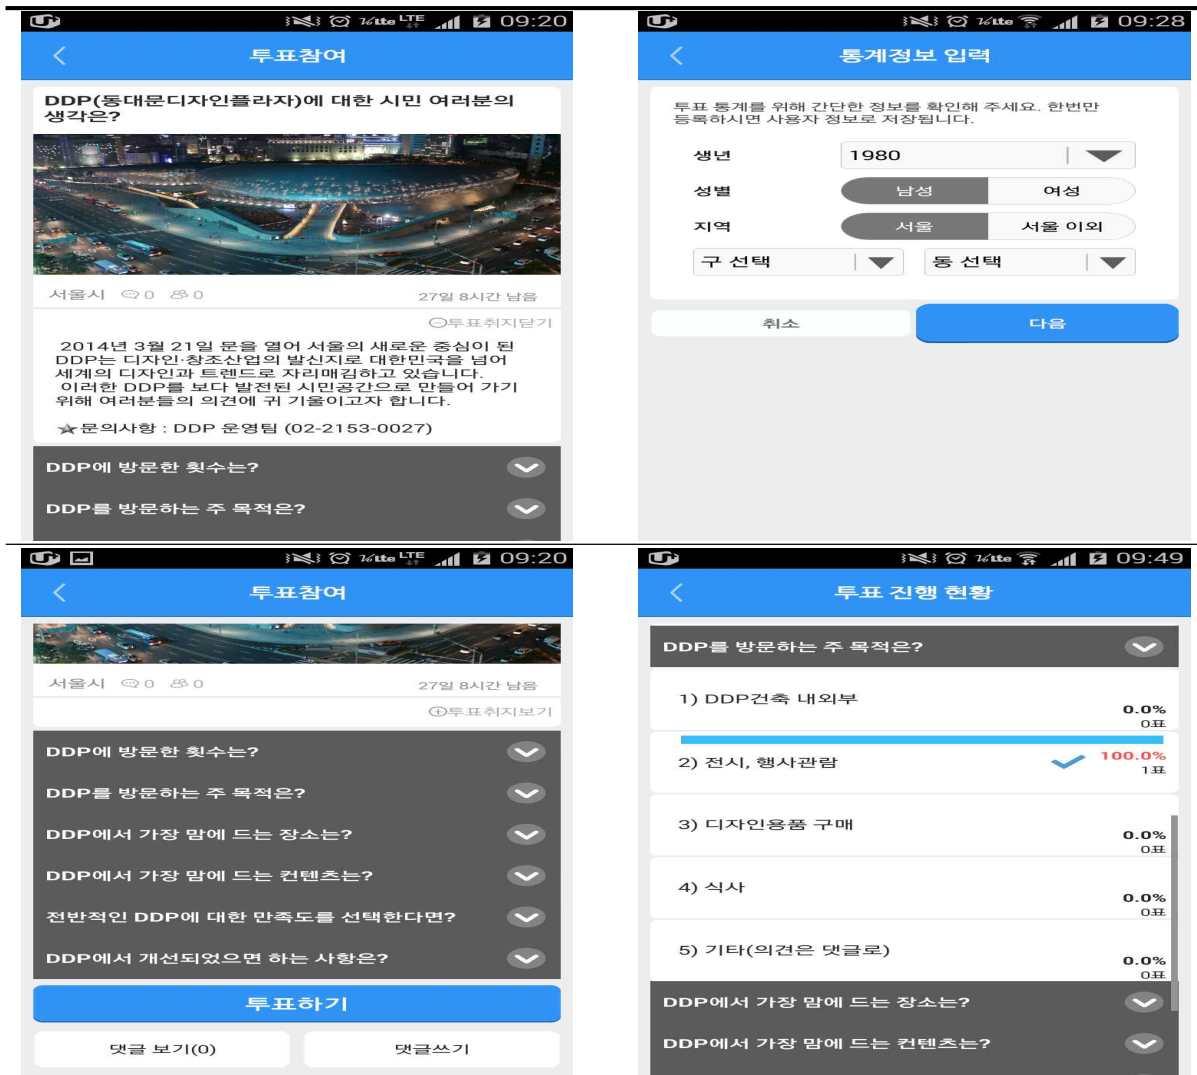 09:20
투표참여
DDP(동대문디자인플라자)에 대한 시민 여러분의
생각은?
서울시 0 0 27일 8시간 남음
투표취지닫기
2014년 3월 21일 문을 열어 서울의 새로운 중심이 된
DDP는 디자인·창조산업의 발신지로 대한민국을 넘어
세계의 디자인과 트렌드로 자리매김하고 있습니다.
이러한 DDP를 보다 발전된 시민공간으로 만들어 가기
위해 여러분들의 의견에 귀 기울이고자 합니다.
★문의사항 : DDP 운영팀 (02-2153-0027)
DDP에 방문한 횟수는?
DDP를 방문하는 주 목적은?
09:28
통계정보 입력
투표 통계를 위해 간단한 정보를 확인해 주세요. 한번만
등록하시면 사용자 정보로 저장됩니다.
생년 1980
성별 남성 여성
지역 서울 서울 이외
구 선택 동 선택
취소 다음
LTE 09:20
투표참여
서울시 0 0 27일 8시간 남음
투표취지보기
DDP에 방문한 횟수는?
DDP를 방문하는 주 목적은?
DDP에서 가장 맘에 드는 장소는?
DDP에서 가장 맘에 드는 컨텐츠는?
전반적인 DDP에 대한 만족도를 선택한다면?
DDP에서 개선되었으면 하는 사항은?
투표하기
댓글 보기(0) 댓글쓰기
09:49
투표 진행 현황
DDP를 방문하는 주 목적은?
1) DDP건축 내외부
0.0%
0표
2) 전시, 행사관람 100.0%
1표
3) 디자인용품 구매
0.0%
0표
4) 식사
0.0%
0표
5) 기타(의견은 댓글로)
0.0%
0표
DDP에서 가장 맘에 드는 장소는?
DDP에서 가장 맘에 드는 컨텐츠는?